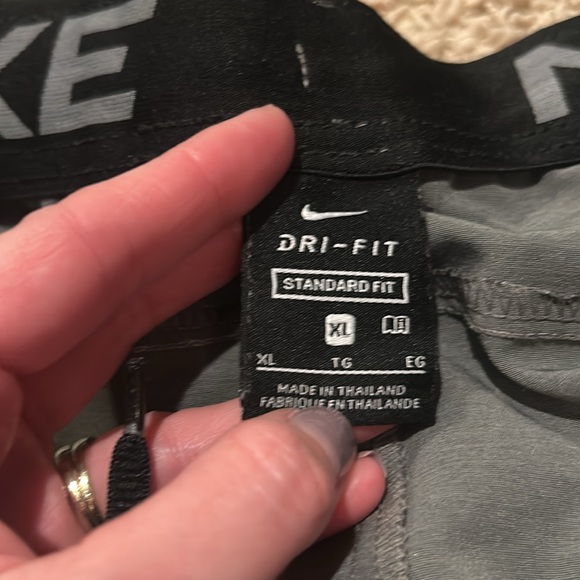 KE
N
DRI-FIT
STANDARD FIT
XL
XL TG EG
MADE IN THAILAND
FABRIQUE EN THAILANDE